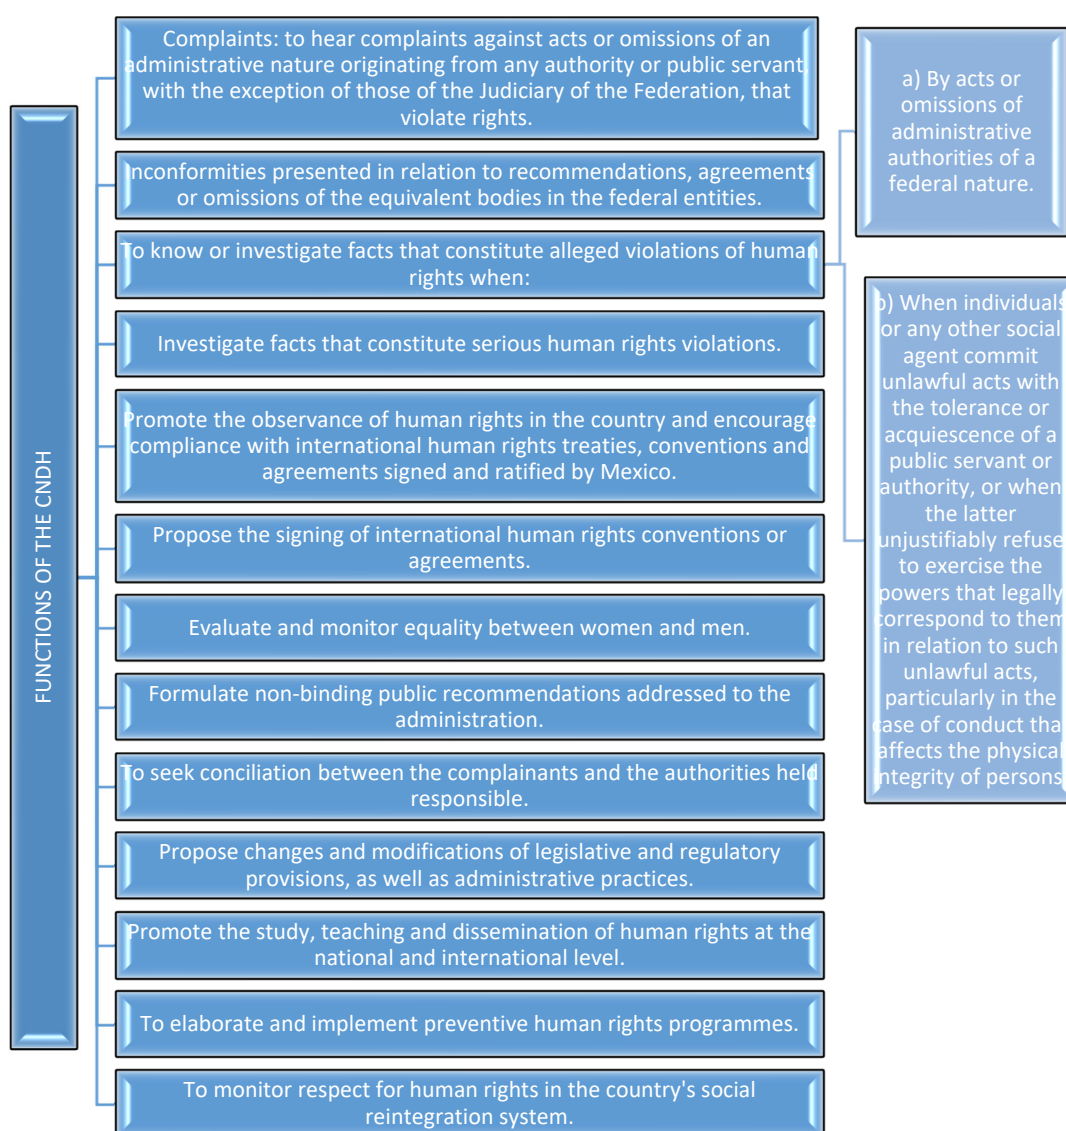 FUNCTIONS OF THE CNDH
Complaints: to hear complaints against acts or omissions of an
administrative nature originating from any authority or public servant,
with the exception of those of the Judiciary of the Federation, that
violate rights.
Inconformities presented in relation to recommendations, agreements
or omissions of the equivalent bodies in the federal entities.
To know or investigate facts that constitute alleged violations of human
rights when:
a) By acts or
omissions of
administrative
authorities of a
federal nature.
b) When individuals
or any other social
agent commit
unlawful acts with
the tolerance or
acquiescence of a
public servant or
authority, or when
the latter
unjustifiably refuse
to exercise the
powers that legally
correspond to them
in relation to such
unlawful acts,
particularly in the
case of conduct that
affects the physical
integrity of persons
Investigate facts that constitute serious human rights violations.
Promote the observance of human rights in the country and encourage
compliance with international human rights treaties, conventions and
agreements signed and ratified by Mexico.
Propose the signing of international human rights conventions or
agreements.
Evaluate and monitor equality between women and men.
Formulate non-binding public recommendations addressed to the
administration.
To seek conciliation between the complainants and the authorities held
responsible.
Propose changes and modifications of legislative and regulatory
provisions, as well as administrative practices.
Promote the study, teaching and dissemination of human rights at the
national and international level.
To elaborate and implement preventive human rights programmes.
To monitor respect for human rights in the country's social
reintegration system.